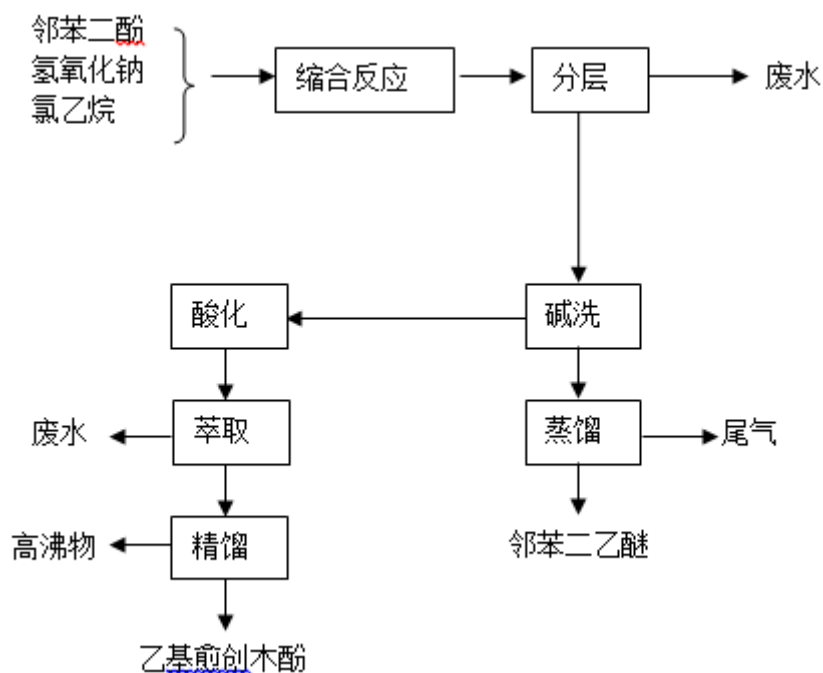 邻苯二酚
氢氧化钠
氯乙烷
缩合反应
分层
废水
酸化
碱洗
废水
萃取
蒸馏
尾气
高沸物
精馏
邻苯二乙醚
乙基愈创木酚